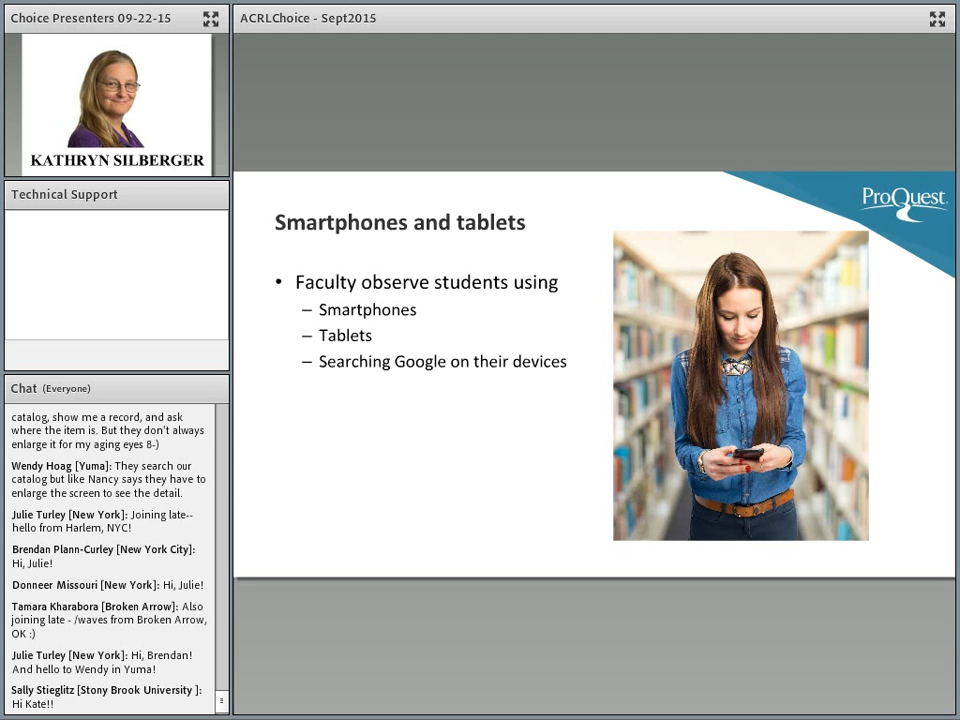 Choice Presenters 09-22-15
KATHRYN SILBERGER
Technical Support
Chat (Everyone)
catalog, show me a record, and ask
where the item is. But they don't always
enlarge it for my aging eyes 8-)
Wendy Hoag [Yuma]: They search our
catalog but like Nancy says they have to
enlarge the screen to see the detail.
Julie Turley [New York]: Joining late--
hello from Harlem, NYC!
Brendan Plann-Curley [New York City]:
Hi, Julie!
Donneer Missouri [New York]: Hi, Julie!
Tamara Kharabora [Broken Arrow]: Also
joining late - /waves from Broken Arrow,
OK :)
Julie Turley [New York]: Hi, Brendan!
And hello to Wendy in Yuma!
Sally Stieglitz [Stony Brook University ]:
Hi Kate!!
ACRLChoice - Sept2015
ProQuest
Smartphones and tablets
• Faculty observe students using
– Smartphones
– Tablets
– Searching Google on their devices